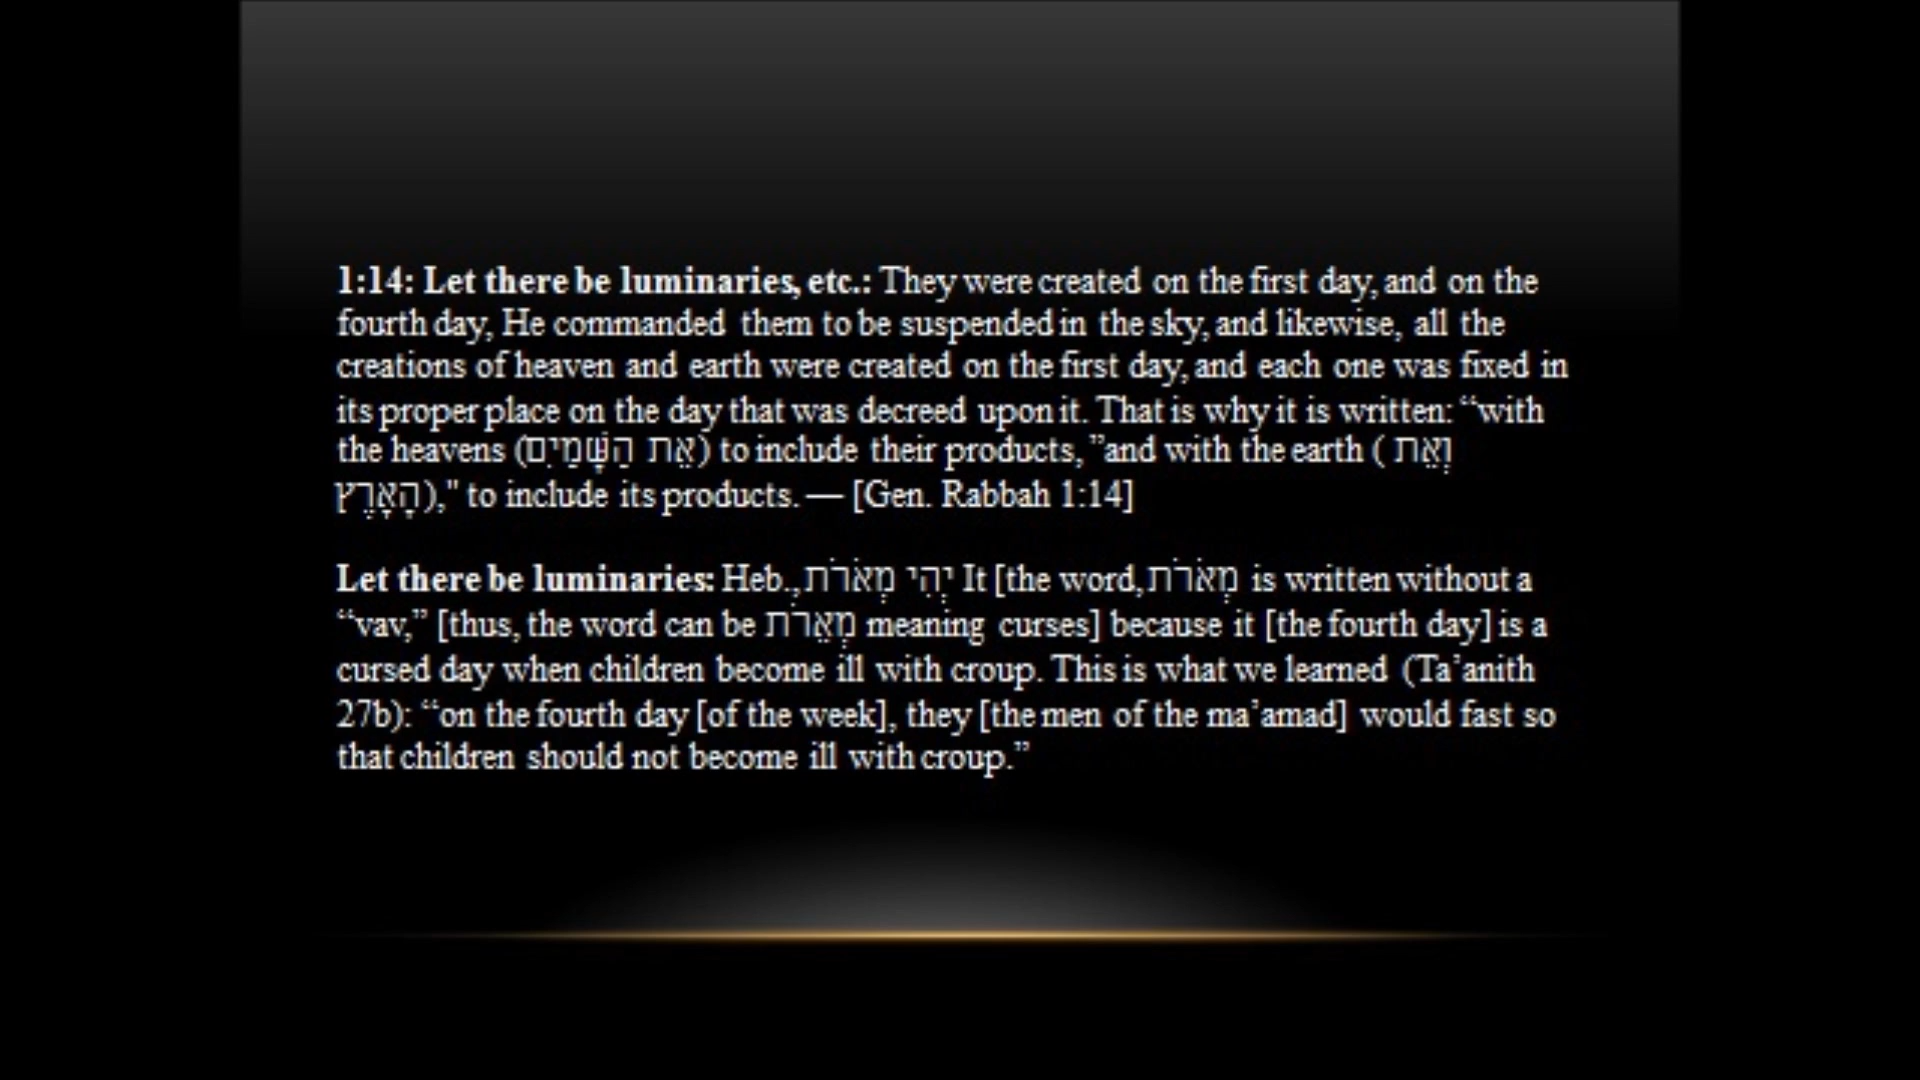 1:14: Let there be luminaries, etc.: They were created on the first day, and on the
fourth day, He commanded them to be suspended in the sky, and likewise, all the
creations of heaven and earth were created on the first day, and each one was fixed in
its proper place on the day that was decreed upon it. That is why it is written: “with
the heavens (אֵת הַשָּׁמַיִם) to include their products, ”and with the earth ( וְאֵת
הָאָרֶץ)," to include its products. — [Gen. Rabbah 1:14]
Let there be luminaries: Heb., יְהִי מְאֹרֹת It [the word, מְאֹרֹת is written without a
“vav,” [thus, the word can be מְאֵרֹת meaning curses] because it [the fourth day] is a
cursed day when children become ill with croup. This is what we learned (Ta’anith
27b): “on the fourth day [of the week], they [the men of the ma’amad] would fast so
that children should not become ill with croup.”